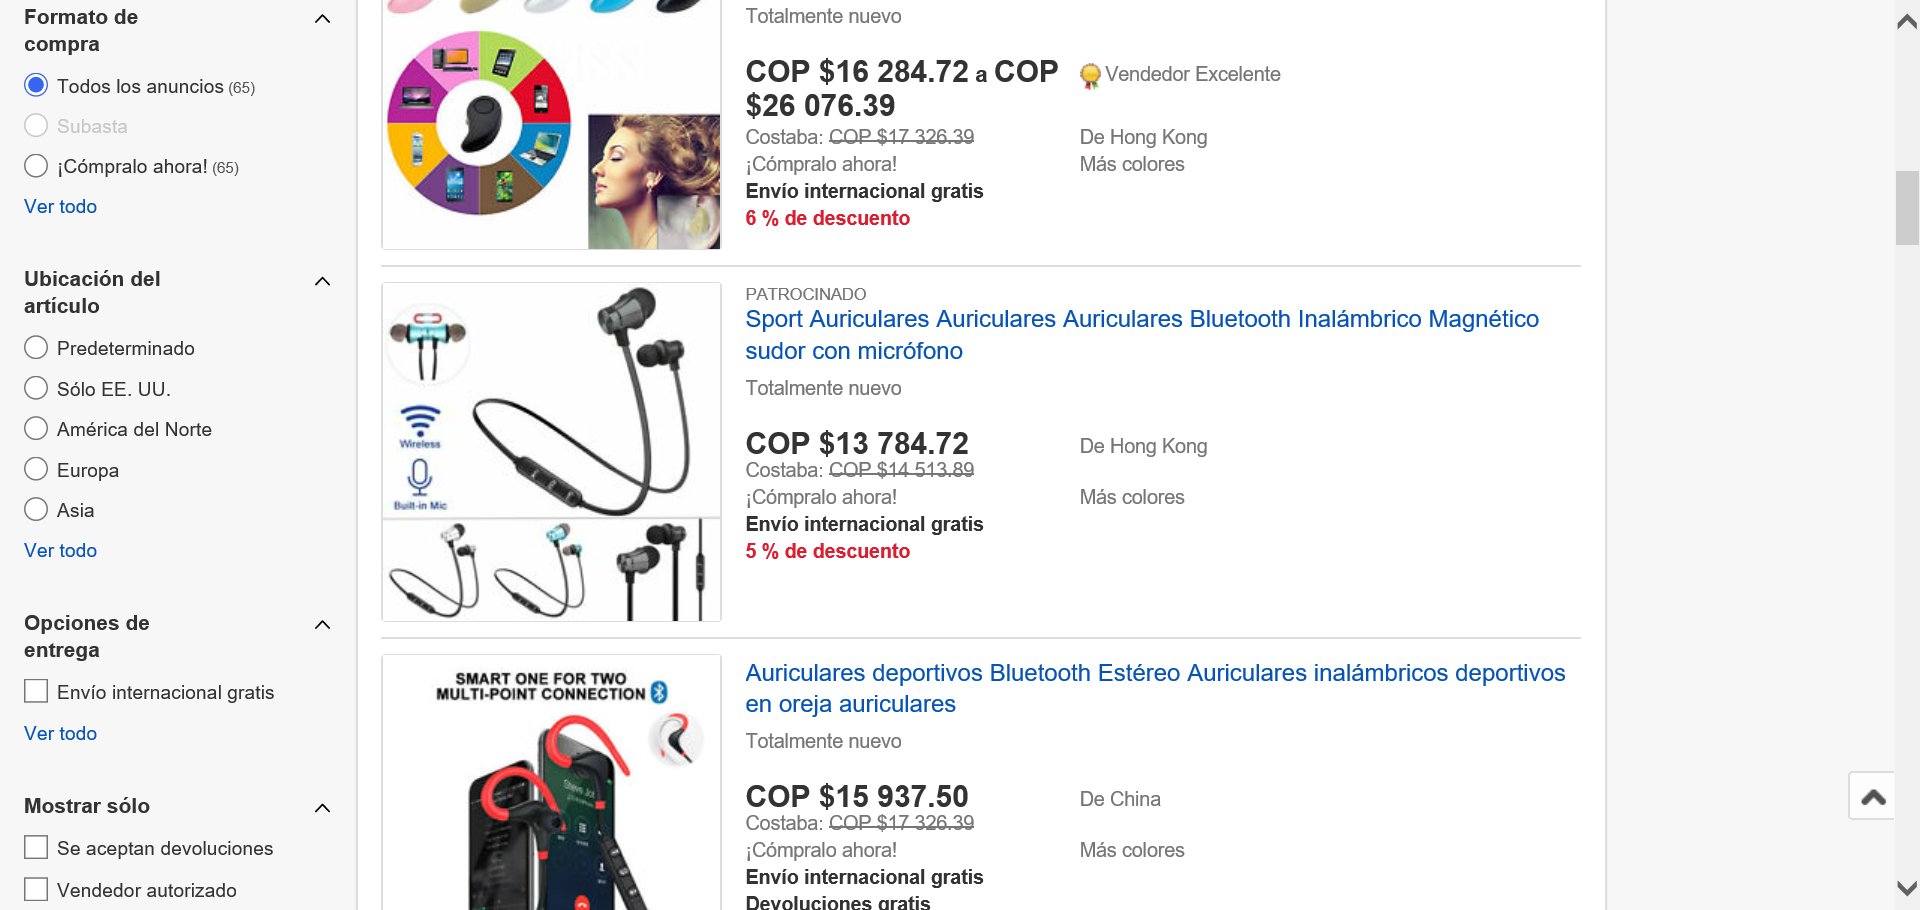 Formato de
compra
Todos los anuncios (65)
Subasta
¡Cómpralo ahora! (65)
Ver todo
Ubicación del
artículo
Predeterminado
Sólo EE. UU.
América del Norte
Europa
Asia
Ver todo
Opciones de
entrega
Envío internacional gratis
Ver todo
Mostrar sólo
Se aceptan devoluciones
Vendedor autorizado
Totalmente nuevo
COP $16 284.72 a COP
$26 076.39
Vendedor Excelente
Costaba: COP $17 326.39
De Hong Kong
¡Cómpralo ahora!
Más colores
Envío internacional gratis
6 % de descuento
Wireless
Built-in Mic
PATROCINADO
Sport Auriculares Auriculares Auriculares Bluetooth Inalámbrico Magnético
sudor con micrófono
Totalmente nuevo
COP $13 784.72
De Hong Kong
Costaba: COP $14 513.89
¡Cómpralo ahora!
Más colores
Envío internacional gratis
5 % de descuento
SMART ONE FOR TWO
MULTI-POINT CONNECTION
Auriculares deportivos Bluetooth Estéreo Auriculares inalámbricos deportivos
en oreja auriculares
Totalmente nuevo
COP $15 937.50
De China
Costaba: COP $17 326.39
¡Cómpralo ahora!
Más colores
Envío internacional gratis
Devoluciones gratis